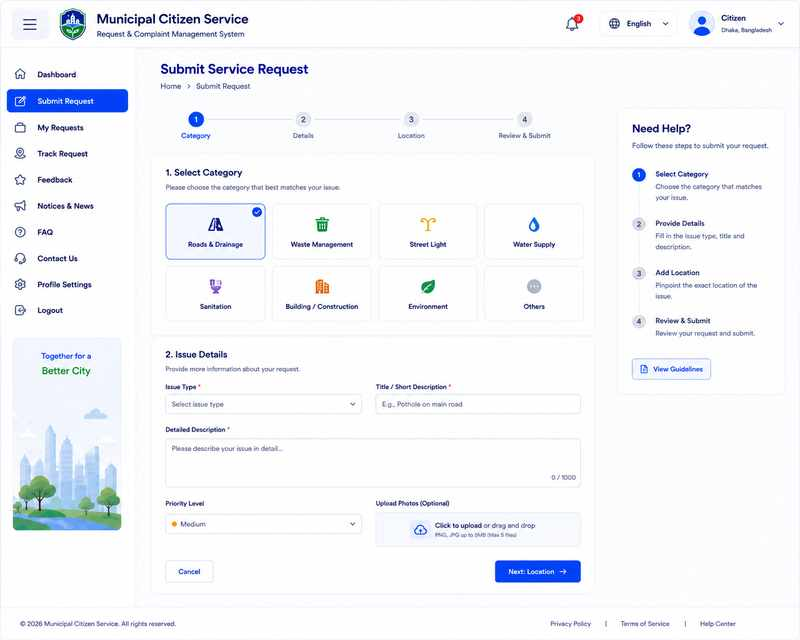 Municipal Citizen Service
Request & Complaint Management System
3
English
Citizen
Dhaka, Bangladesh
Dashboard
Submit Request
My Requests
Track Request
Feedback
Notices & News
FAQ
Contact Us
Profile Settings
Logout
Together for a
Better City
Submit Service Request
Home > Submit Request
1
Category
2
Details
3
Location
4
Review & Submit
1. Select Category
Please choose the category that best matches your issue.
Roads & Drainage
Waste Management
Street Light
Water Supply
Sanitation
Building / Construction
Environment
Others
2. Issue Details
Provide more information about your request.
Issue Type *
Select issue type
Title / Short Description *
E.g., Pothole on main road
Detailed Description *
Please describe your issue in detail...
0 / 1000
Priority Level
Medium
Upload Photos (Optional)
Click to upload or drag and drop
PNG, JPG up to 5MB (Max 5 files)
Cancel
Next: Location →
Need Help?
Follow these steps to submit your request.
1
Select Category
Choose the category that matches
your issue.
2
Provide Details
Fill in the issue type, title and
description.
3
Add Location
Pinpoint the exact location of the
issue.
4
Review & Submit
Review your request and submit.
View Guidelines
© 2026 Municipal Citizen Service. All rights reserved.
Privacy Policy | Terms of Service | Help Center